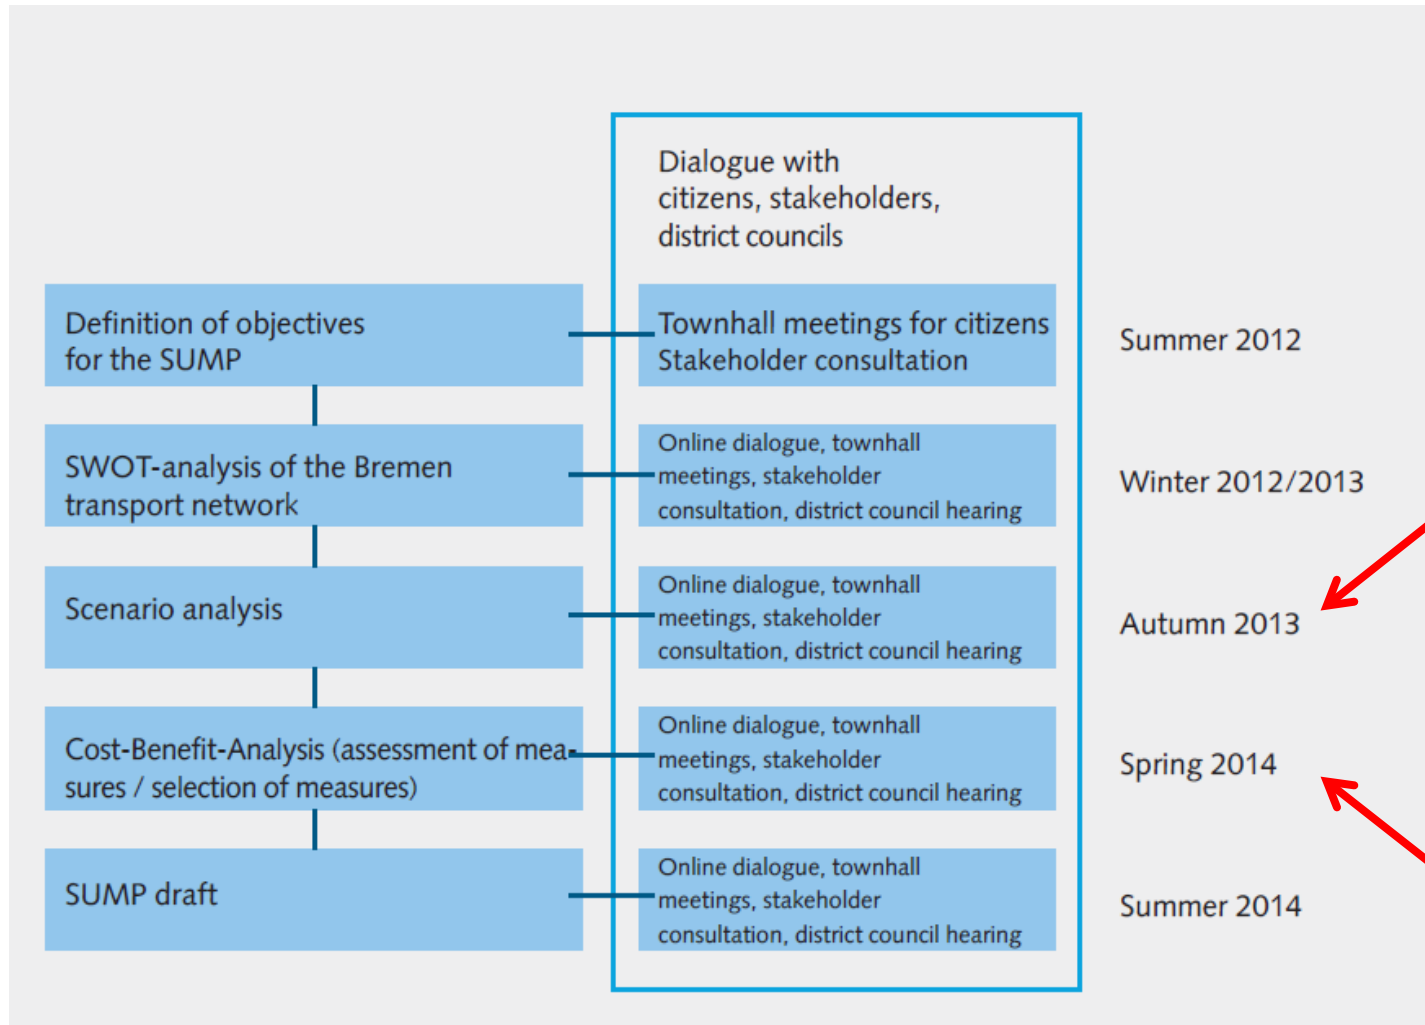 Dialogue with
citizens, stakeholders,
district councils
Definition of objectives
for the SUMP
Townhall meetings for citizens
Stakeholder consultation
Summer 2012
SWOT-analysis of the Bremen
transport network
Online dialogue, townhall
meetings, stakeholder
consultation, district council hearing
Winter 2012/2013
Scenario analysis
Online dialogue, townhall
meetings, stakeholder
consultation, district council hearing
Autumn 2013
Cost-Benefit-Analysis (assessment of mea-
sures / selection of measures)
Online dialogue, townhall
meetings, stakeholder
consultation, district council hearing
Spring 2014
SUMP draft
Online dialogue, townhall
meetings, stakeholder
consultation, district council hearing
Summer 2014